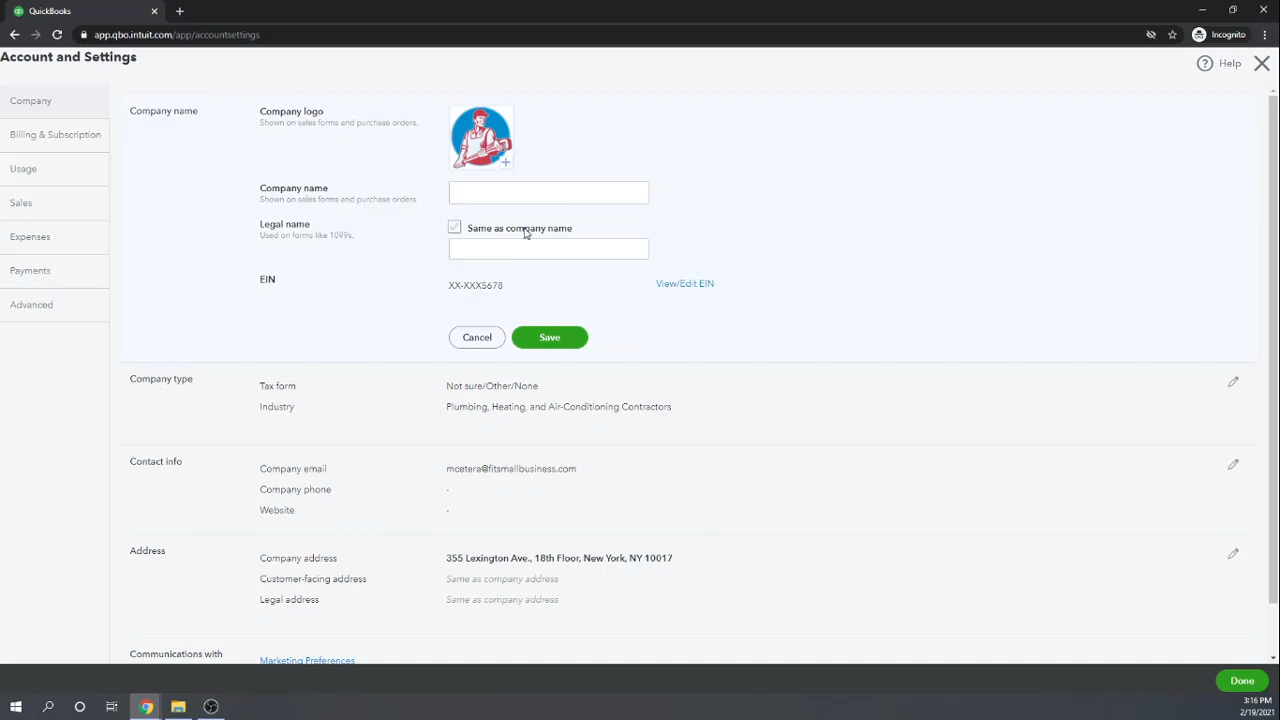 QuickBooks
app.qbo.intuit.com/app/accountsettings
Incognito
Account and Settings
Help
Company
Billing & Subscription
Usage
Sales
Expenses
Payments
Advanced
Company name
Company logo
Shown on sales forms and purchase orders.
Company name
Shown on sales forms and purchase orders.
Legal name
Used on forms like 1099s.
Same as company name
EIN
XX-XXX5678
View/Edit EIN
Cancel
Save
Company type
Tax form
Not sure/Other/None
Industry
Plumbing, Heating, and Air-Conditioning Contractors
Contact info
Company email
mcetera@fitsmallbusiness.com
Company phone
-
Website
-
Address
Company address
355 Lexington Ave., 18th Floor, New York, NY 10017
Customer-facing address
Same as company address
Legal address
Same as company address
Communications with
Marketing Preferences
Done
3:16 PM
2/19/2021